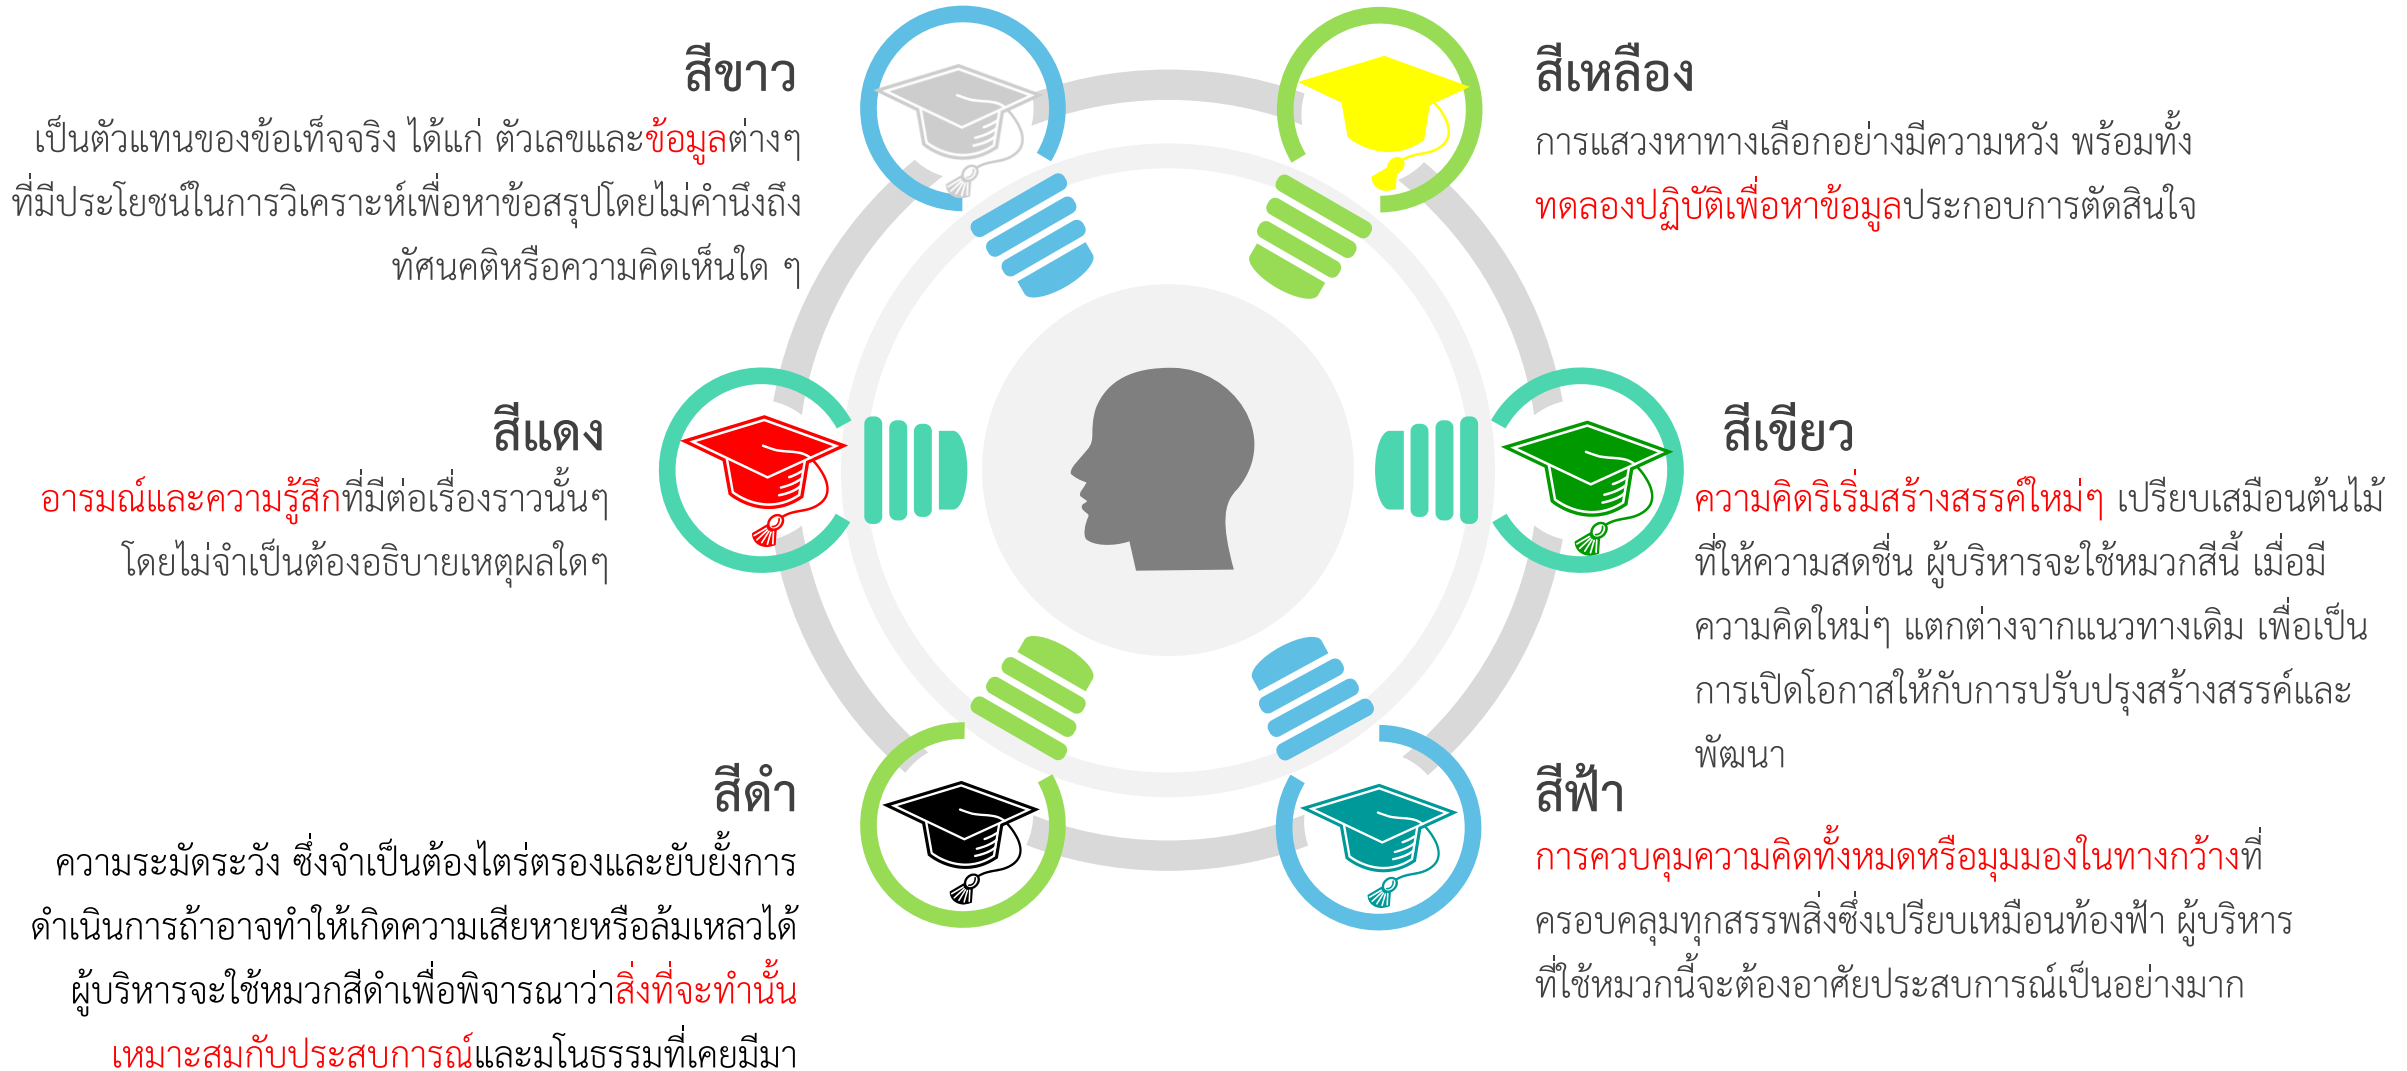 สีขาว
เป็นตัวแทนของข้อเท็จจริง ได้แก่ ตัวเลขและข้อมูลต่างๆ
ที่มีประโยชน์ในการวิเคราะห์เพื่อหาข้อสรุปโดยไม่คำนึงถึง
ทัศนคติหรือความคิดเห็นใด ๆ
สีเหลือง
การแสวงหาทางเลือกอย่างมีความหวัง พร้อมทั้ง
ทดลองปฏิบัติเพื่อหาข้อมูลประกอบการตัดสินใจ
สีแดง
อารมณ์และความรู้สึกที่มีต่อเรื่องราวนั้นๆ
โดยไม่จำเป็นต้องอธิบายเหตุผลใดๆ
สีเขียว
ความคิดริเริ่มสร้างสรรค์ใหม่ๆ เปรียบเสมือนต้นไม้
ที่ให้ความสดชื่น ผู้บริหารจะใช้หมวกสีนี้ เมื่อมี
ความคิดใหม่ๆ แตกต่างจากแนวทางเดิม เพื่อเป็น
การเปิดโอกาสให้กับการปรับปรุงสร้างสรรค์และ
พัฒนา
สีดำ
ความระมัดระวัง ซึ่งจำเป็นต้องไตร่ตรองและยับยั้งการ
ดำเนินการถ้าอาจทำให้เกิดความเสียหายหรือล้มเหลวได้
ผู้บริหารจะใช้หมวกสีดำเพื่อพิจารณาว่าสิ่งที่จะทำนั้น
เหมาะสมกับประสบการณ์และมโนธรรมที่เคยมีมา
สีฟ้า
การควบคุมความคิดทั้งหมดหรือมุมมองในทางกว้างที่
ครอบคลุมทุกสรรพสิ่งซึ่งเปรียบเหมือนท้องฟ้า ผู้บริหาร
ที่ใช้หมวกนี้จะต้องอาศัยประสบการณ์เป็นอย่างมาก